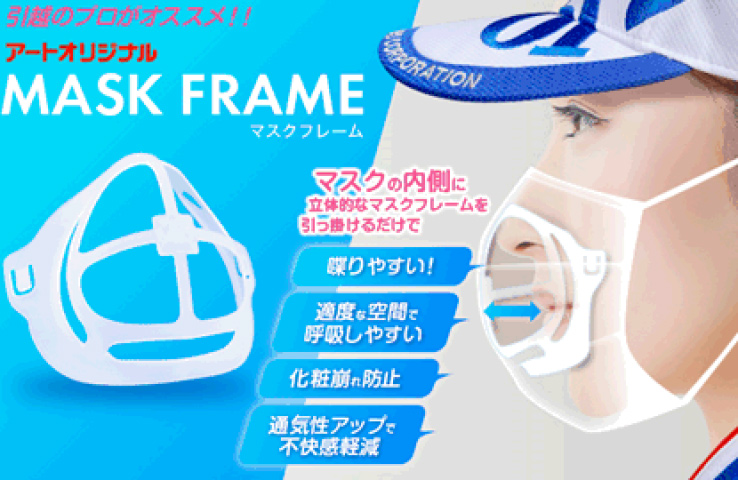 引越のプロがオススメ!!
アートオリジナル
MASK FRAME
マスクフレーム
CORPORATION
01
マスクの内側に
立体的なマスクフレームを
引っ掛けるだけで
喋りやすい!
適度な空間で
呼吸しやすい
化粧崩れ防止
通気性アップで
不快感軽減